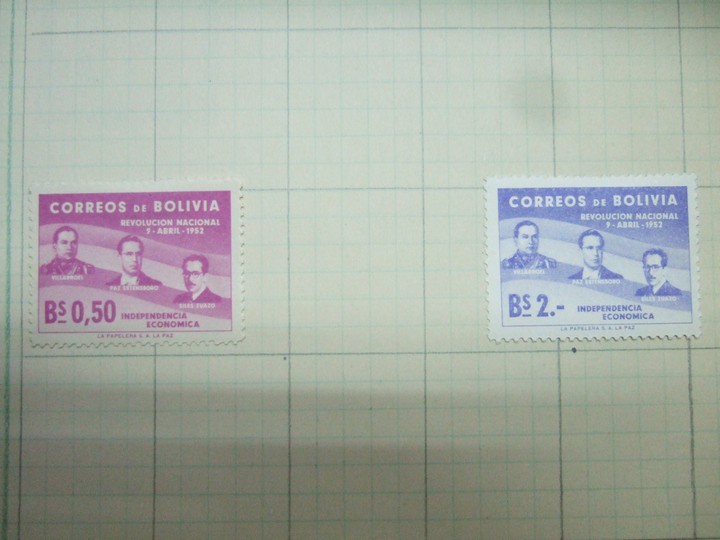 CORREOS DE BOLIVIA
REVOLUCION NACIONAL
9-ABRIL-1952
VILLARROEL
PAZ ESTENSSORO
SILES ZUAZO
BS 0,50
INDEPENDENCIA
ECONOMICA
LA PAPELERA S. A. LA PAZ
CORREOS DE BOLIVIA
REVOLUCION NACIONAL
9-ABRIL-1952
VILLARROEL
PAZ ESTENSSORO
SILES ZUAZO
BS 2.-
INDEPENDENCIA
ECONOMICA
LA PAPELERA S. A. LA PAZ